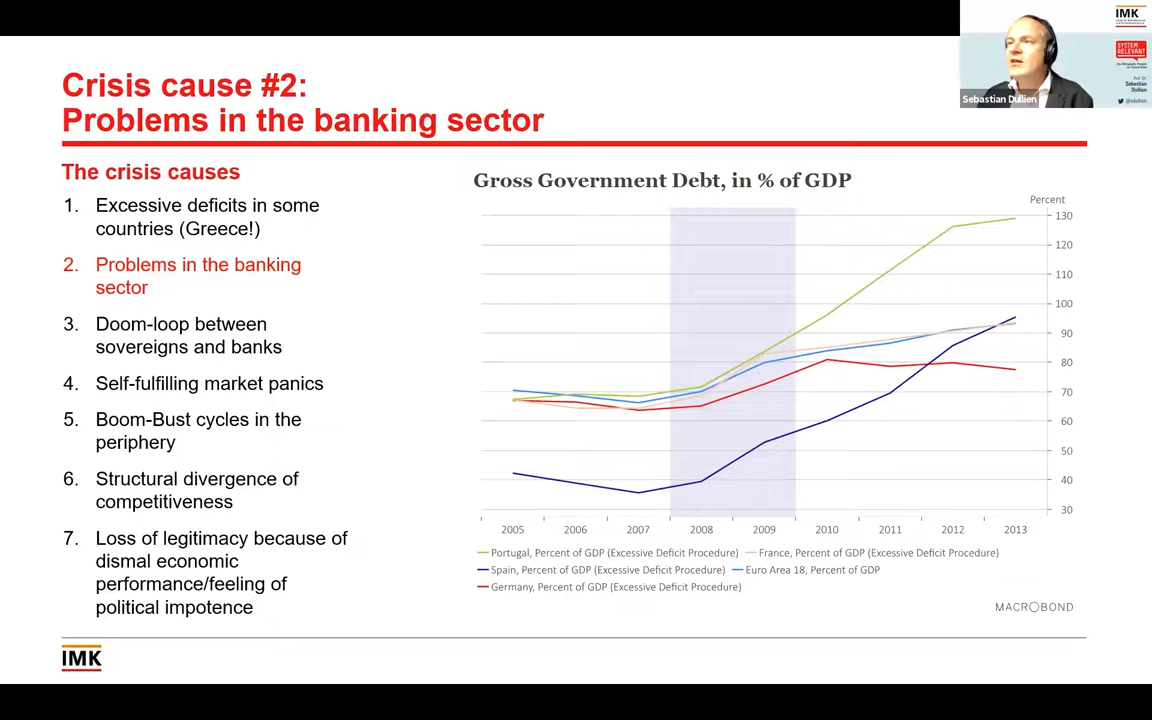 Crisis cause #2:
Problems in the banking sector
The crisis causes
1. Excessive deficits in some
countries (Greece!)
2. Problems in the banking
sector
3. Doom-loop between
sovereigns and banks
4. Self-fulfilling market panics
5. Boom-Bust cycles in the
periphery
6. Structural divergence of
competitiveness
7. Loss of legitimacy because of
dismal economic
performance/feeling of
political impotence
Gross Government Debt, in % of GDP
Percent
130
120
110
100
90
80
70
60
50
40
30
2005 2006 2007 2008 2009 2010 2011 2012 2013
Portugal, Percent of GDP (Excessive Deficit Procedure) France, Percent of GDP (Excessive Deficit Procedure)
Spain, Percent of GDP (Excessive Deficit Procedure) Euro Area 18, Percent of GDP
Germany, Percent of GDP (Excessive Deficit Procedure)
MACROBOND
IMK
IMK
SYSTEM
RELEVANT
Prof. Dr.
Sebastian
Dullien
@sdullien
Sebastian Dullien